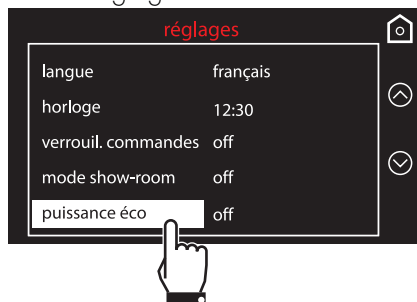 réglages
langue français
horloge 12:30
verrouil. commandes off
mode show-room off
puissance éco off